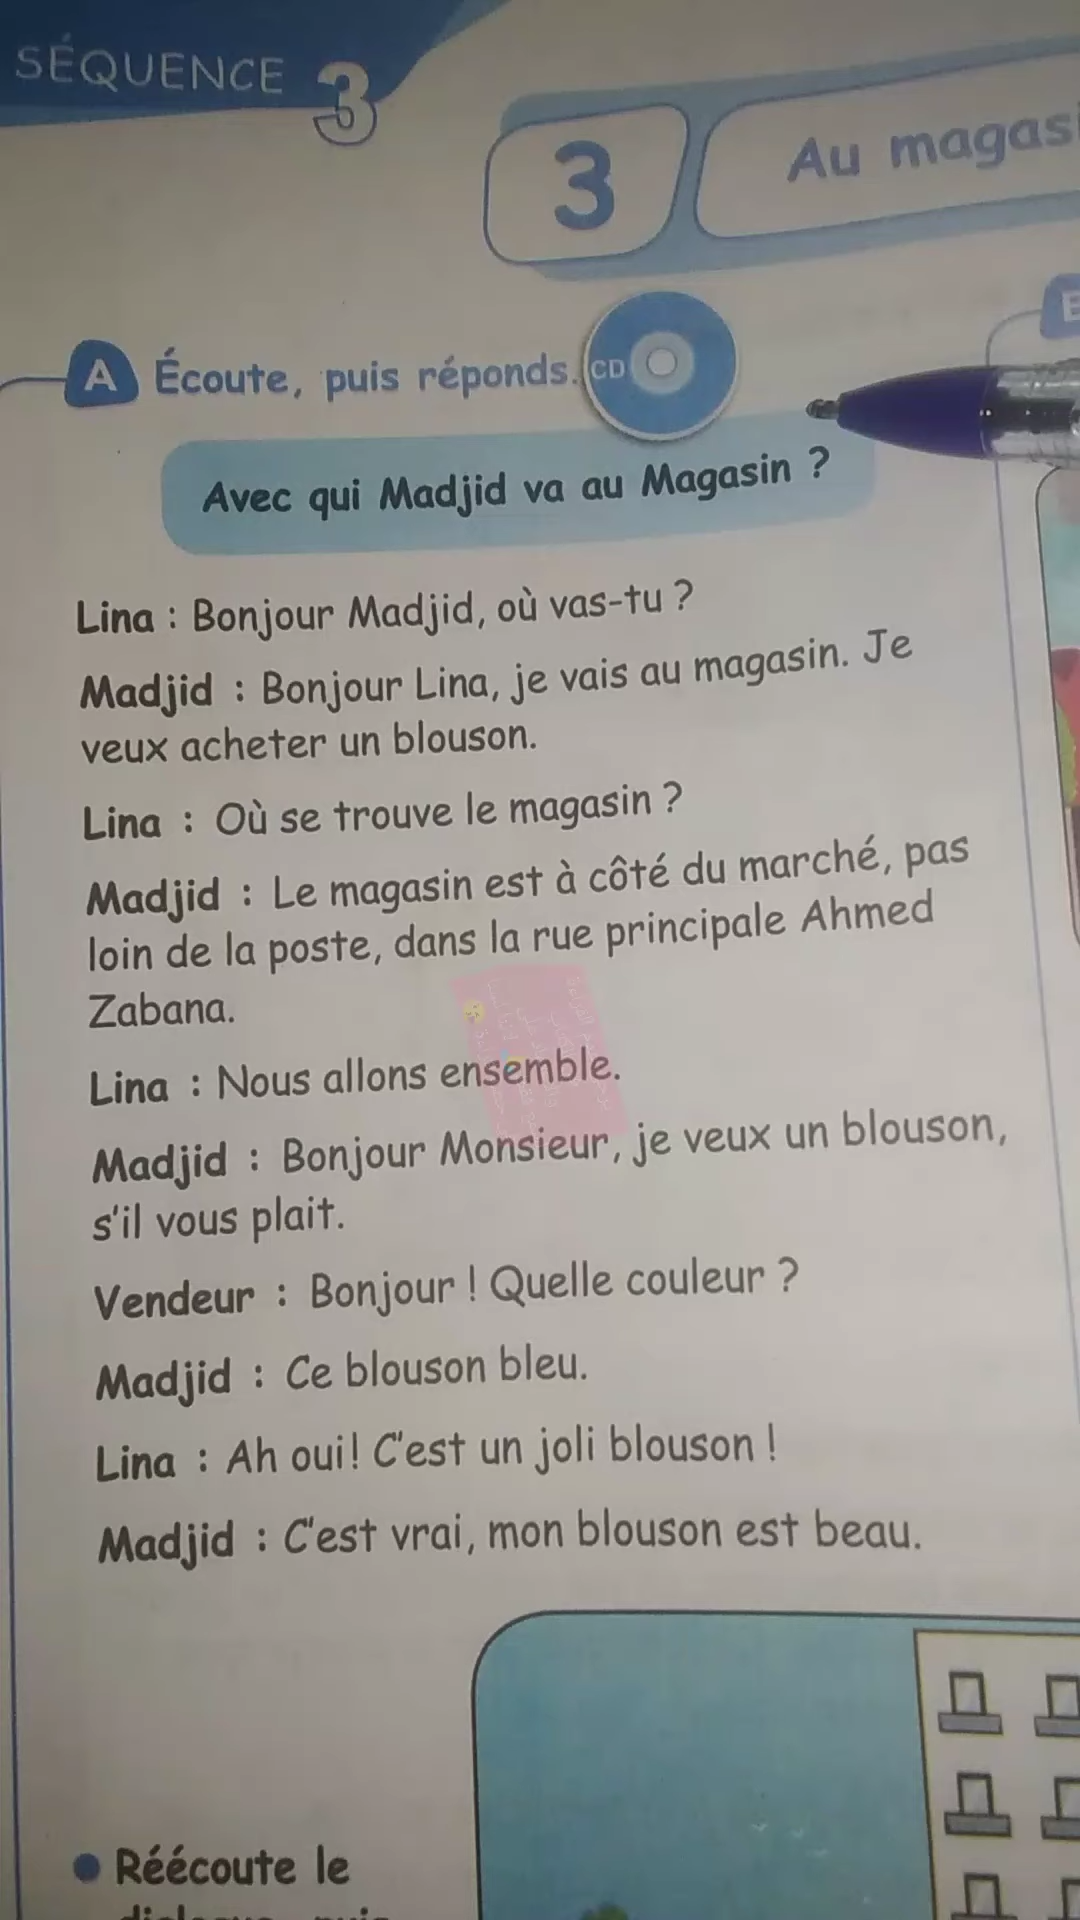 SÉQUENCE 3
3
Au magas
A Écoute, puis réponds. CD
E
Avec qui Madjid va au Magasin ?
Lina : Bonjour Madjid, où vas-tu ?
Madjid : Bonjour Lina, je vais au magasin. Je
veux acheter un blouson.
Lina : Où se trouve le magasin ?
Madjid : Le magasin est à côté du marché, pas
loin de la poste, dans la rue principale Ahmed
Zabana.
Lina : Nous allons ensemble.
Madjid : Bonjour Monsieur, je veux un blouson,
s'il vous plait.
Vendeur : Bonjour ! Quelle couleur ?
Madjid : Ce blouson bleu.
Lina : Ah oui! C'est un joli blouson !
Madjid : C'est vrai, mon blouson est beau.
Réécoute le